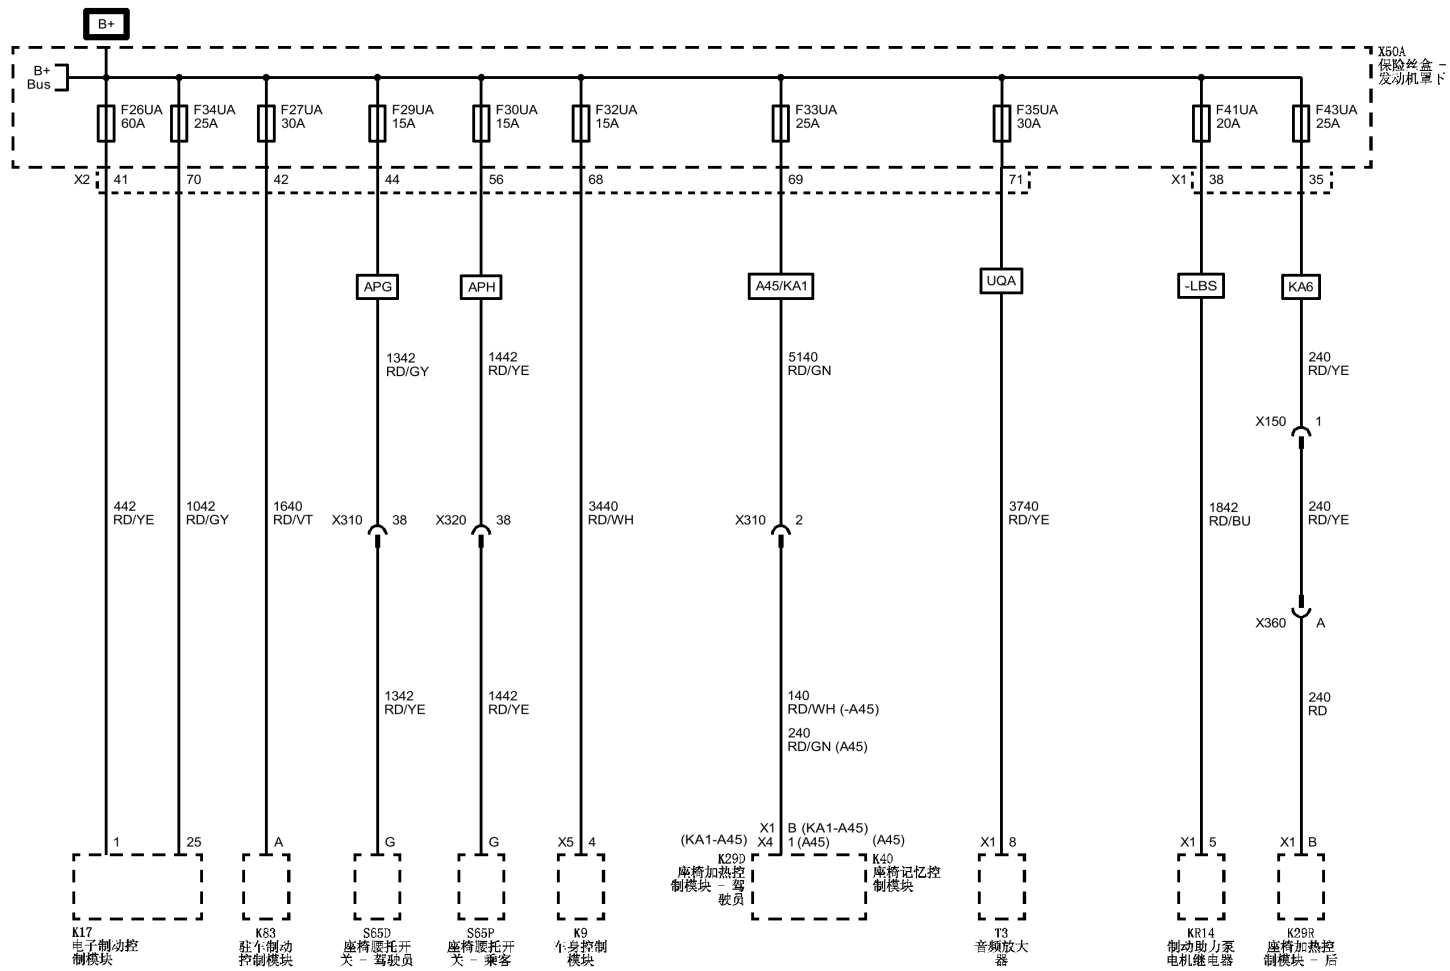 B+
X50A
保险丝盒 -
发动机罩下
B+
Bus
F26UA
60A
F34UA
25A
F27UA
30A
F29UA
15A
F30UA
15A
F32UA
15A
F33UA
25A
F35UA
30A
F41UA
20A
F43UA
25A
X2 41 70 42 44 56 68 69 71 X1 38 35
APG APH A45/KA1 UQA -LBS KA6
1342
RD/GY
1442
RD/YE
5140
RD/GN
240
RD/YE
X150 1
442
RD/YE
1042
RD/GY
1640
RD/VT
X310 38
X320 38
3440
RD/WH
X310 2
3740
RD/YE
1842
RD/BU
240
RD/YE
X360 A
1342
RD/YE
1442
RD/YE
140
RD/WH (-A45)
240
RD/GN (A45)
240
RD
1 25 A G G X5 4
X1 B (KA1-A45)
(KA1-A45) X4 1 (A45) (A45)
X1 8 X1 5 X1 B
K29D
座椅加热控
制模块 - 驾
驶员
K40
座椅记忆控
制模块
K17
电子制动控
制模块
K83
驻车制动
控制模块
S65D
座椅腰托开
关 - 驾驶员
S65P
座椅腰托开
关 - 乘客
K9
车身控制
模块
T3
音频放大
器
KR14
制动助力泵
电机继电器
K29R
座椅加热控
制模块 - 后